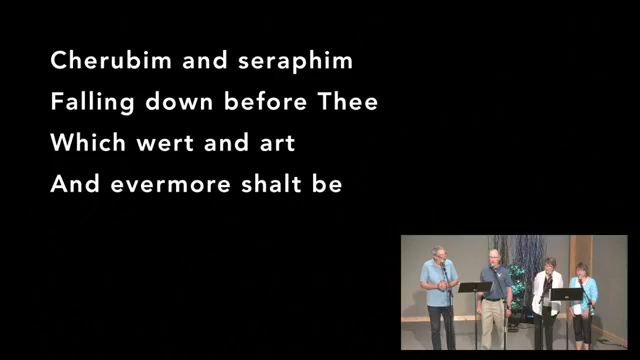 Cherubim and seraphim
Falling down before Thee
Which wert and art
And evermore shalt be